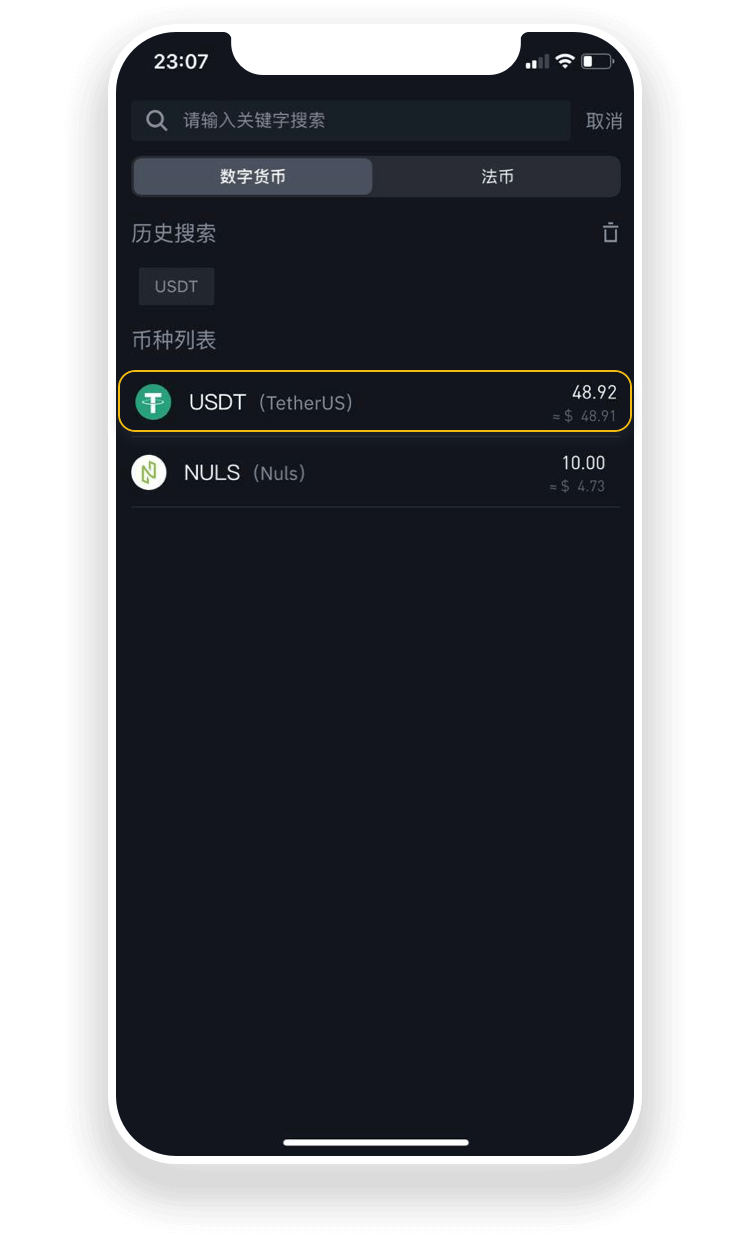 23:07
请输入关键字搜索 取消
数字货币 法币
历史搜索
USDT
币种列表
USDT (TetherUS) 48.92
≈ $ 48.91
NULS (Nuls) 10.00
≈ $ 4.73